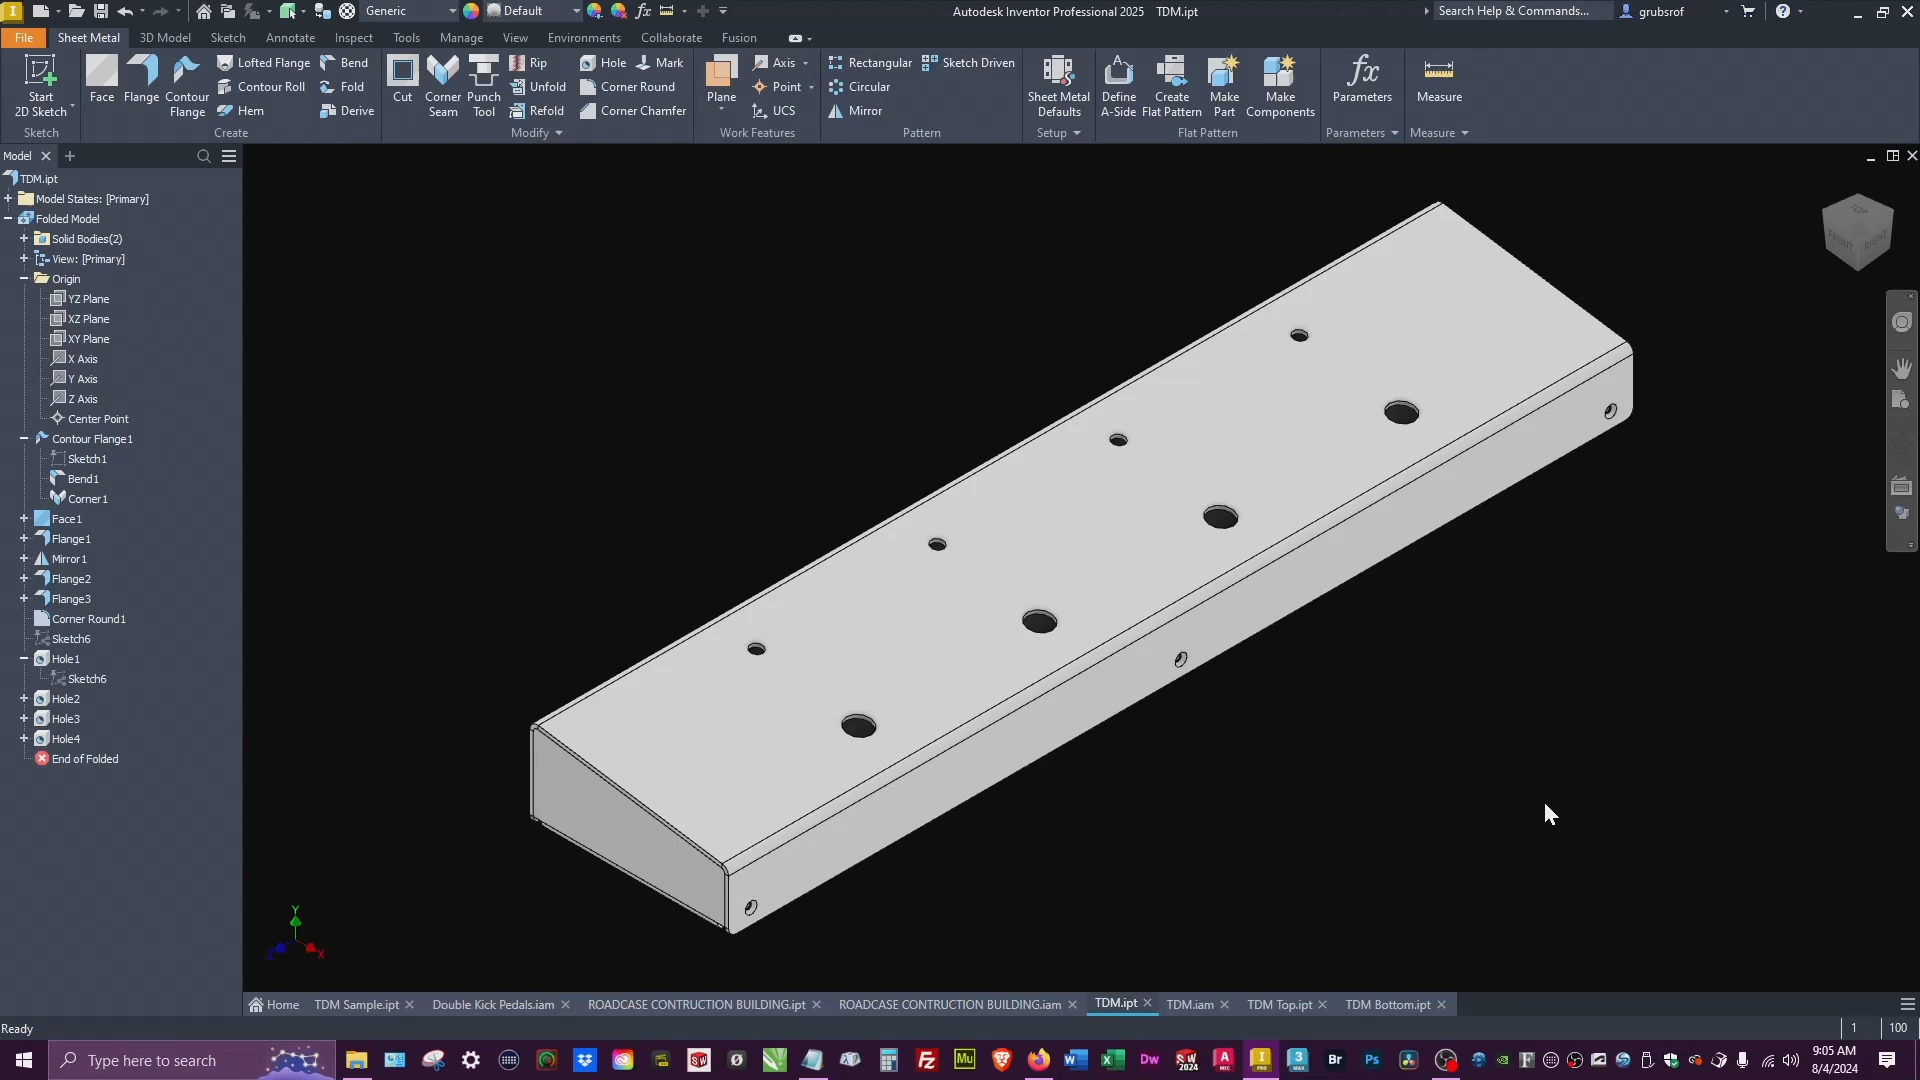 Generic
Default
Autodesk Inventor Professional 2025 TDM.ipt
Search Help & Commands...
grubsrof
File
Sheet Metal
3D Model
Sketch
Annotate
Inspect
Tools
Manage
View
Environments
Collaborate
Fusion
Start
2D Sketch
Face
Flange
Contour
Flange
Lofted Flange
Contour Roll
Hem
Bend
Fold
Derive
Cut
Corner
Seam
Punch
Tool
Rip
Unfold
Refold
Hole
Mark
Corner Round
Corner Chamfer
Plane
Axis
Point
UCS
Rectangular
Circular
Mirror
Sketch Driven
Sheet Metal
Defaults
Define
A-Side
Create
Flat Pattern
Make
Part
Make
Components
fx
Parameters
Measure
Sketch
Create
Modify
Work Features
Pattern
Setup
Flat Pattern
Parameters
Measure
Model
TDM.ipt
Model States: [Primary]
Folded Model
Solid Bodies(2)
View: [Primary]
Origin
YZ Plane
XZ Plane
XY Plane
X Axis
Y Axis
Z Axis
Center Point
Contour Flange1
Sketch1
Bend1
Corner1
Face1
Flange1
Mirror1
Flange2
Flange3
Corner Round1
Sketch6
Hole1
Sketch6
Hole2
Hole3
Hole4
End of Folded
TOP
FRONT
RIGHT
Y
X
Home
TDM Sample.ipt
Double Kick Pedals.iam
ROADCASE CONTRUCTION BUILDING.ipt
ROADCASE CONTRUCTION BUILDING.iam
TDM.ipt
TDM.iam
TDM Top.ipt
TDM Bottom.ipt
Ready
1
100
Type here to search
9:05 AM
8/4/2024